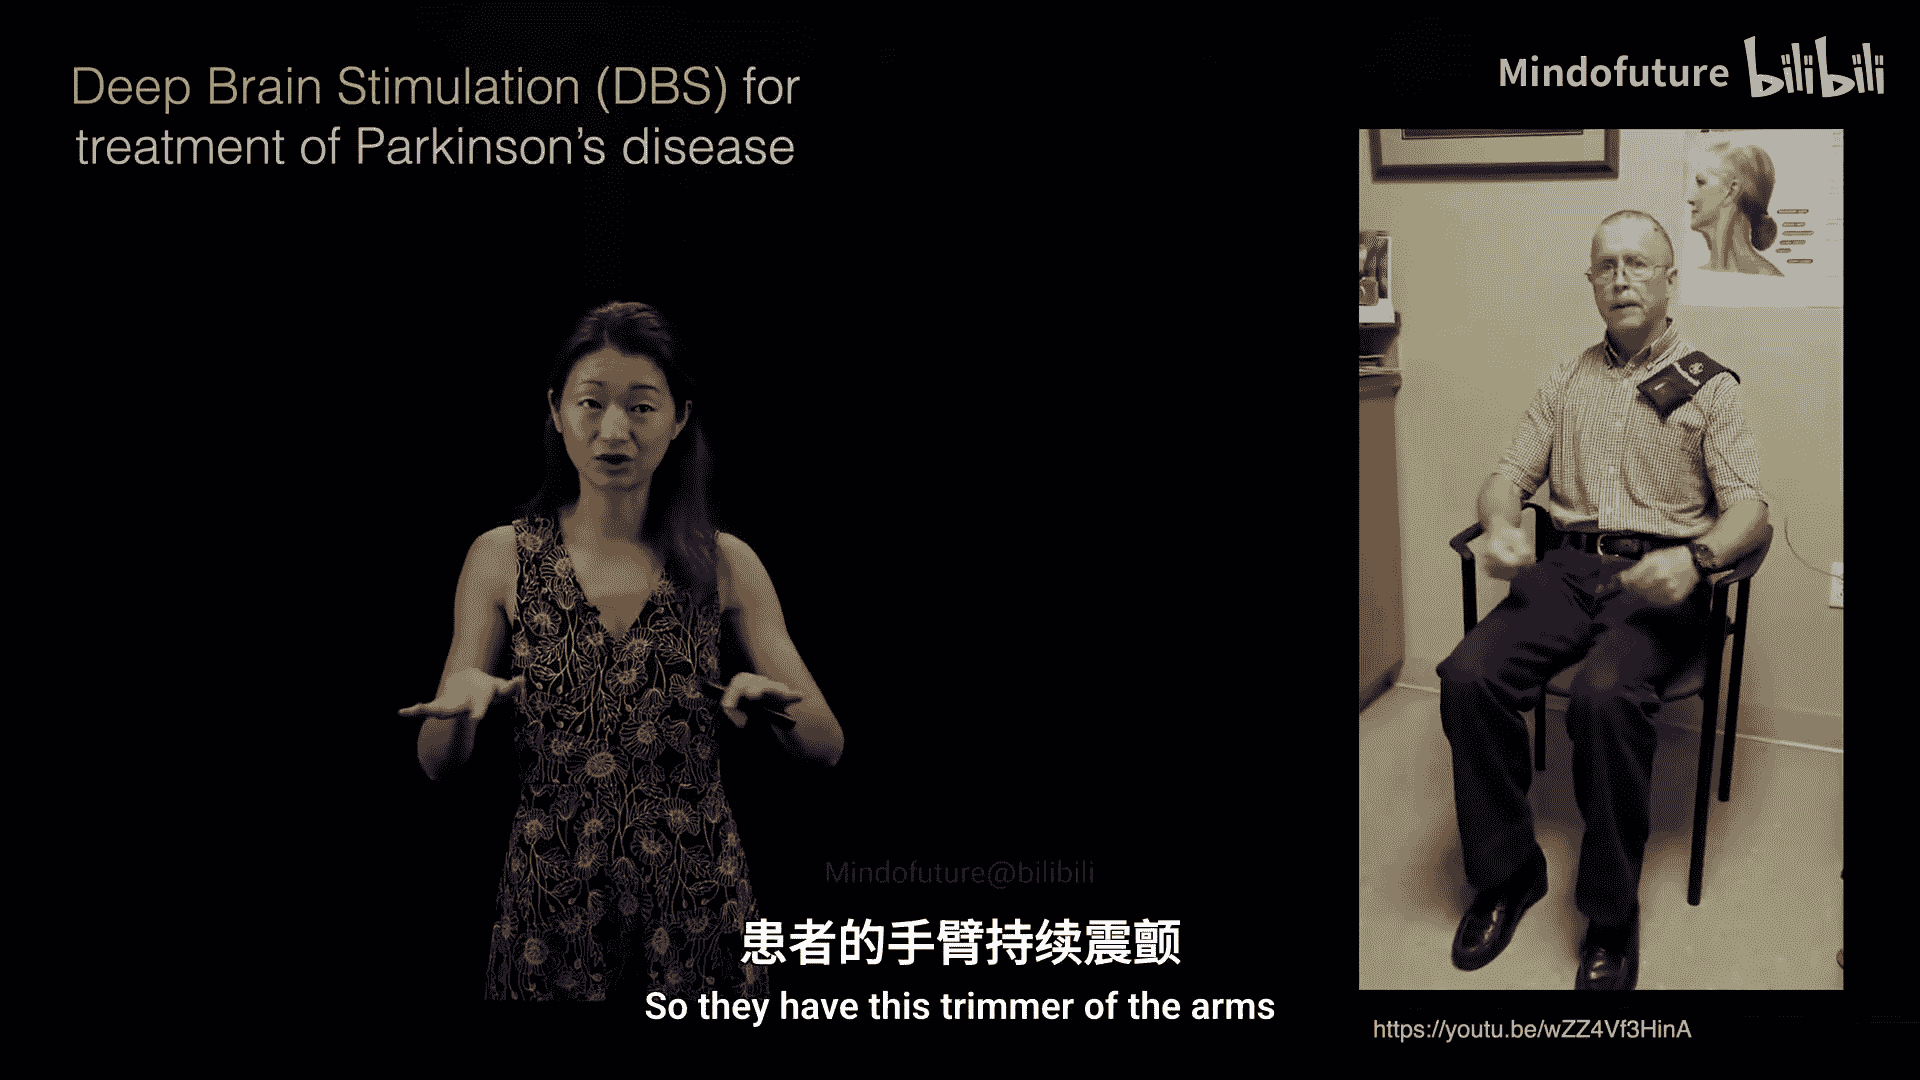 Deep Brain Stimulation (DBS) for
treatment of Parkinson's disease
Mindofuture bilibili
Mindofuture@bilibili
患者的手臂持续震颤
So they have this trimmer of the arms
https://youtu.be/wZZ4Vf3HinA